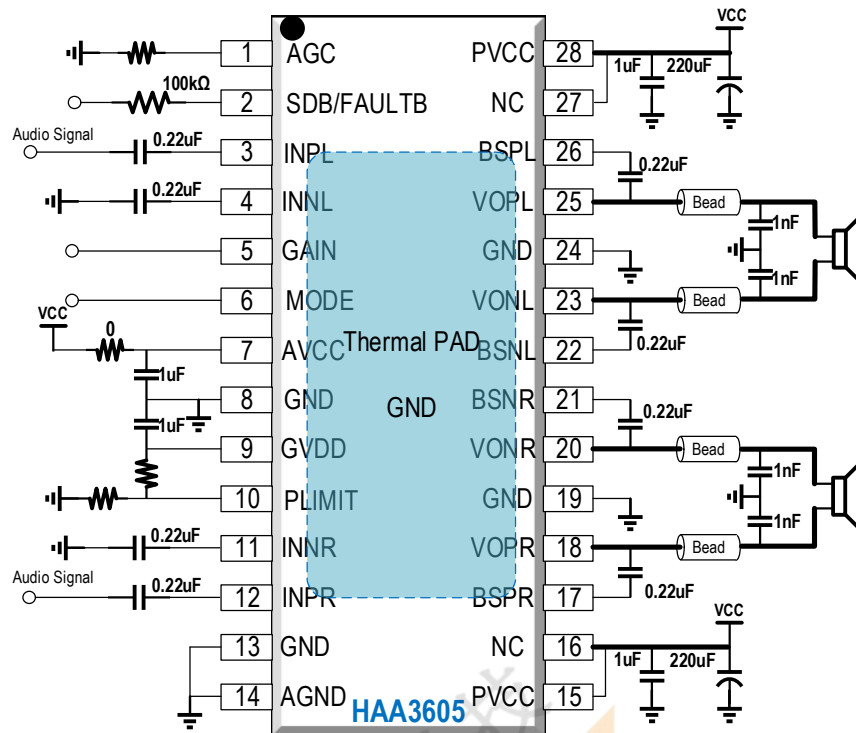 1 AGC
100kΩ
2 SDB/FAULTB
Audio Signal
0.22uF
3 INPL
0.22uF
4 INNL
5 GAIN
6 MODE
VCC
0
7 AVCC
1uF
8 GND
1uF
9 GVDD
10 PLIMIT
0.22uF
11 INNR
Audio Signal
0.22uF
12 INPR
13 GND
14 AGND
Thermal PAD
GND
HAA3605
VCC
PVCC 28
1uF 220uF
NC 27
BSPL 26
0.22uF
VOPL 25
Bead
1nF
GND 24
1nF
VONL 23
Bead
BSNL 22
0.22uF
BSNR 21
0.22uF
VONR 20
Bead
1nF
GND 19
1nF
VOPR 18
Bead
BSPR 17
0.22uF
VCC
NC 16
1uF 220uF
PVCC 15